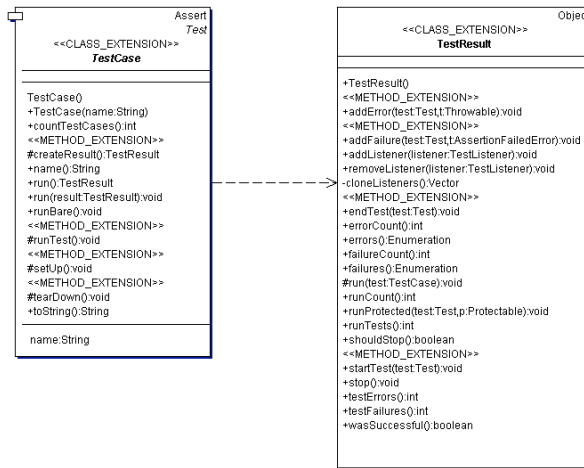 Assert
Test
<<CLASS_EXTENSION>>
TestCase
TestCase()
+TestCase(name:String)
+countTestCases():int
<<METHOD_EXTENSION>>
#createResult():TestResult
+name():String
+run():TestResult
+run(result:TestResult):void
+runBare():void
<<METHOD_EXTENSION>>
#runTest():void
<<METHOD_EXTENSION>>
#setUp():void
<<METHOD_EXTENSION>>
#tearDown():void
+toString():String
name:String
Objec
<<CLASS_EXTENSION>>
TestResult
+TestResult()
<<METHOD_EXTENSION>>
+addError(test:Test,t:Throwable):void
<<METHOD_EXTENSION>>
+addFailure(test:Test,t:AssertionFailedError):void
+addListener(listener:TestListener):void
+removeListener(listener:TestListener):void
-cloneListeners():Vector
<<METHOD_EXTENSION>>
+endTest(test:Test):void
+errorCount():int
+errors():Enumeration
+failureCount():int
+failures():Enumeration
#run(test:TestCase):void
+runCount():int
+runProtected(test:Test,p:Protectable):void
+runTests():int
+shouldStop():boolean
<<METHOD_EXTENSION>>
+startTest(test:Test):void
+stop():void
+testErrors():int
+testFailures():int
+wasSuccessful():boolean